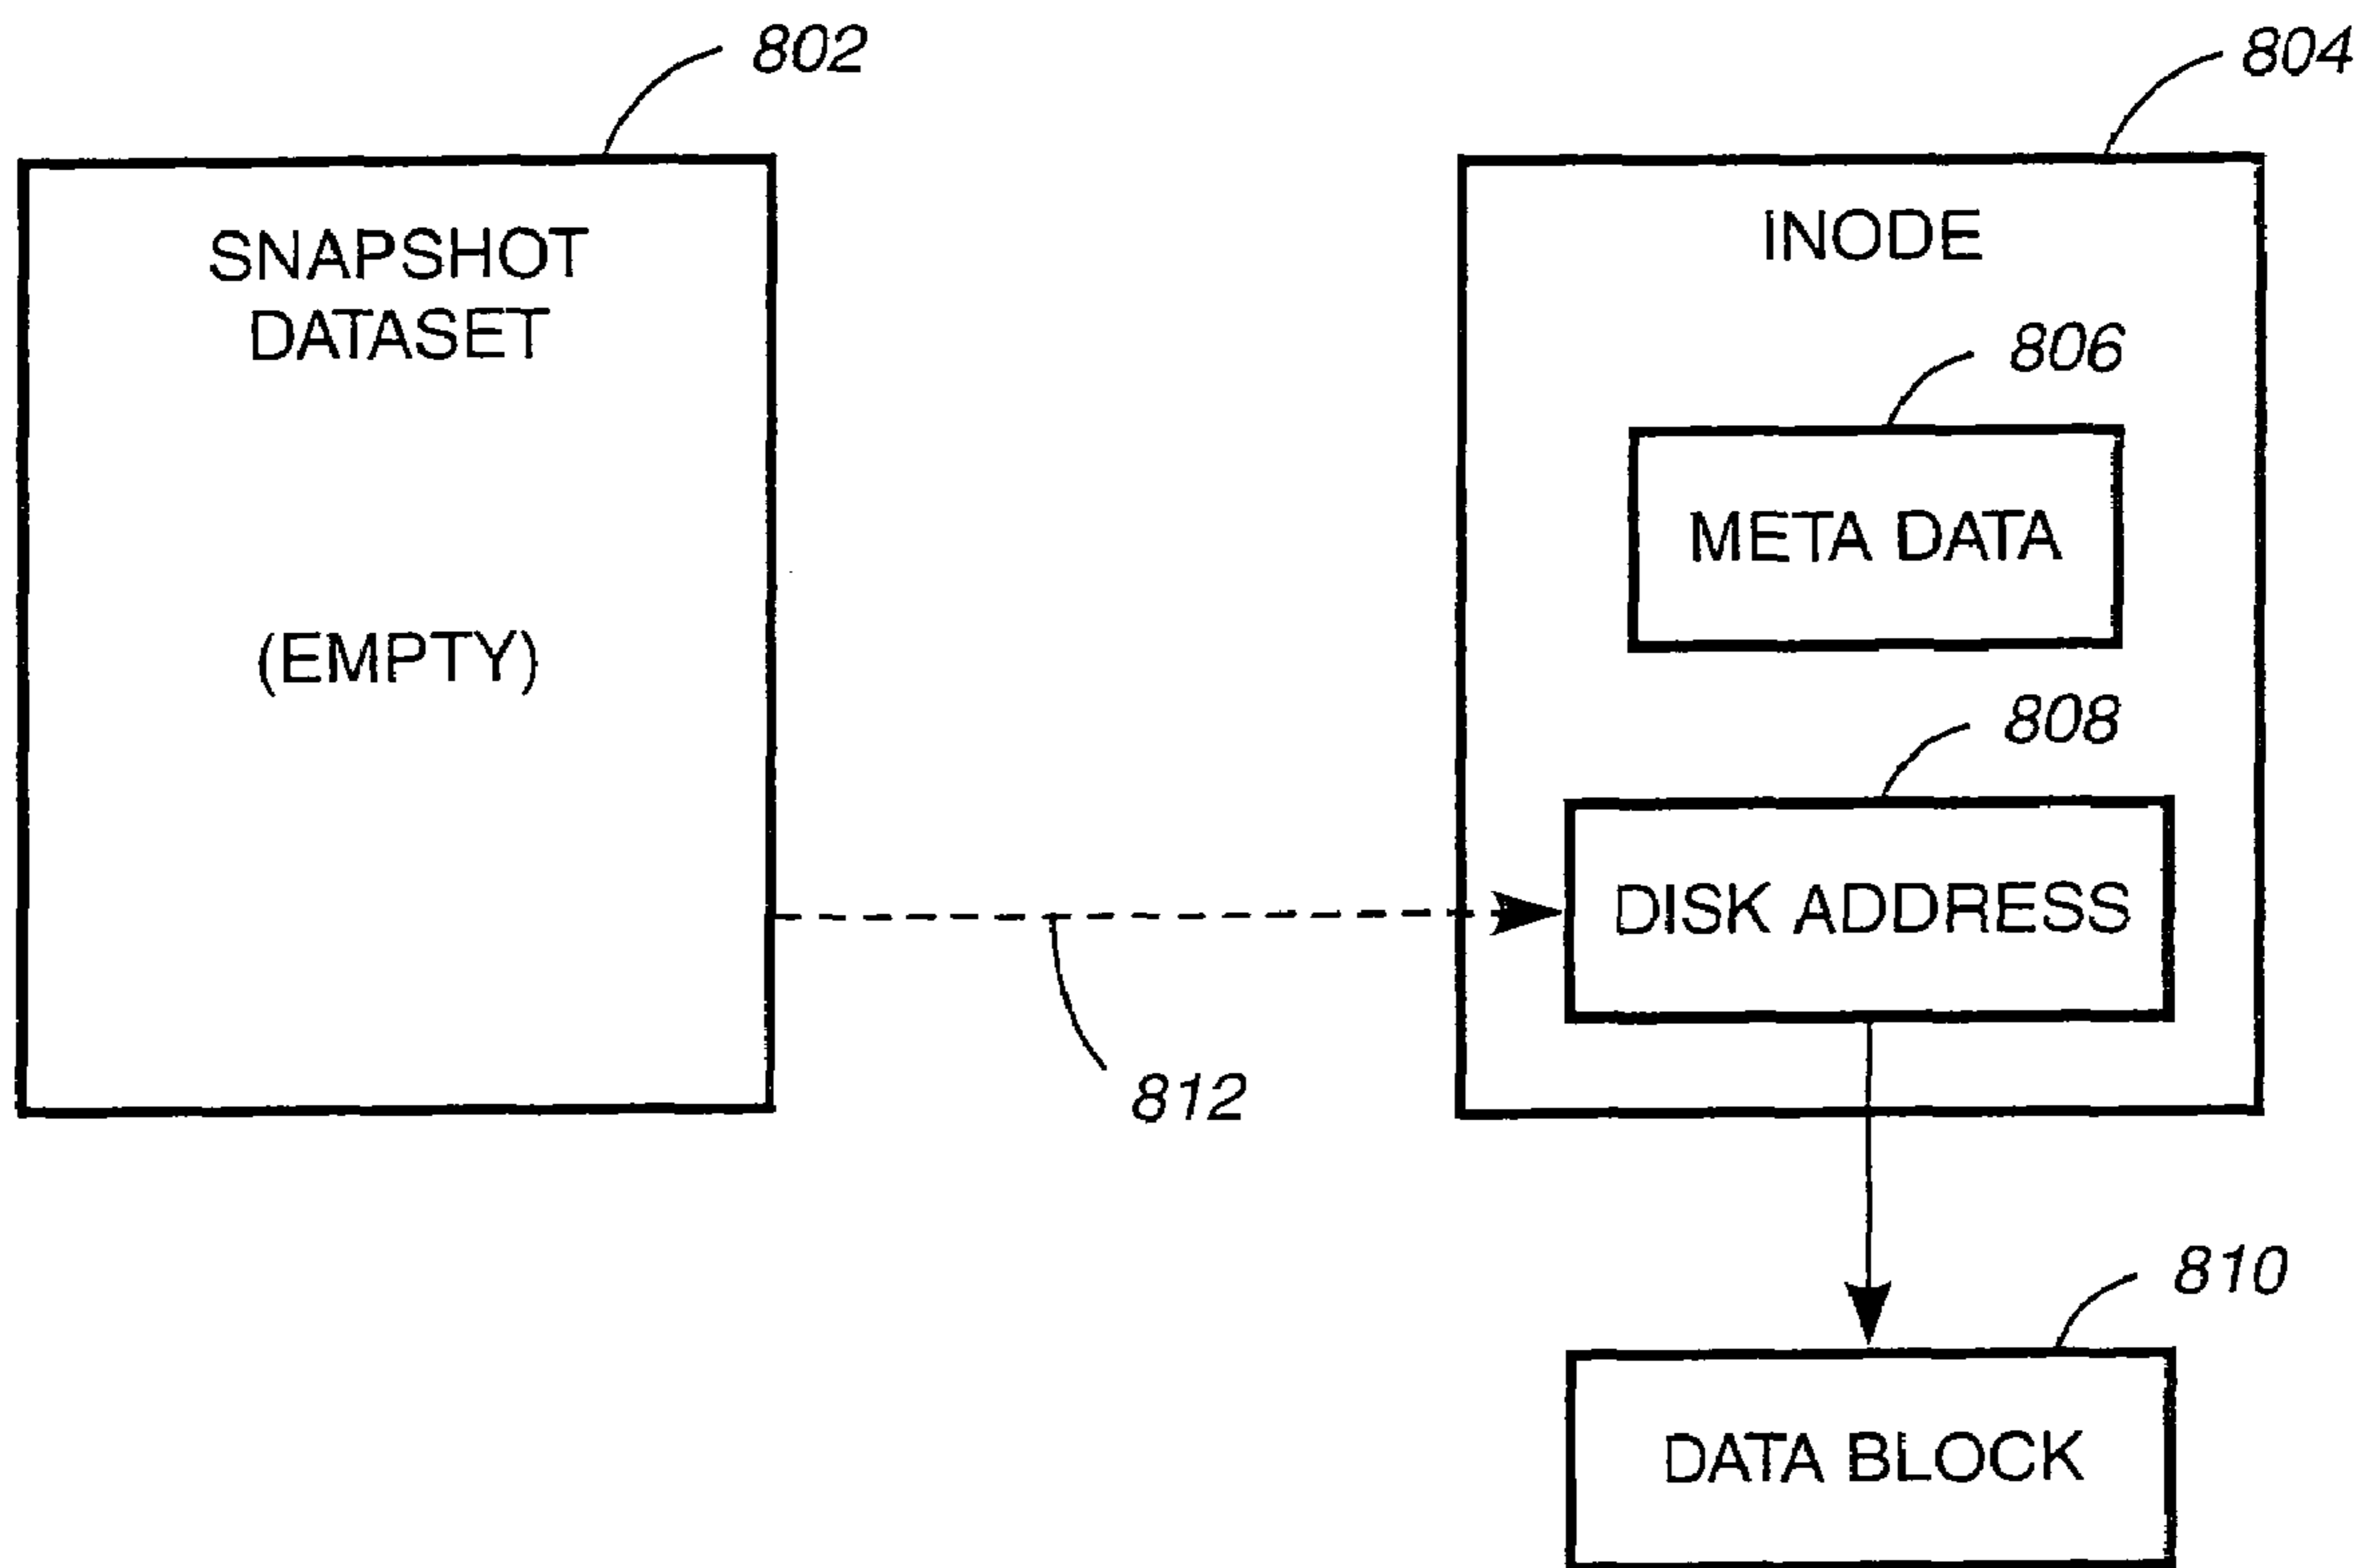 802
804
SNAPSHOT
DATASET
(EMPTY)
INODE
806
META DATA
808
DISK ADDRESS
812
810
DATA BLOCK